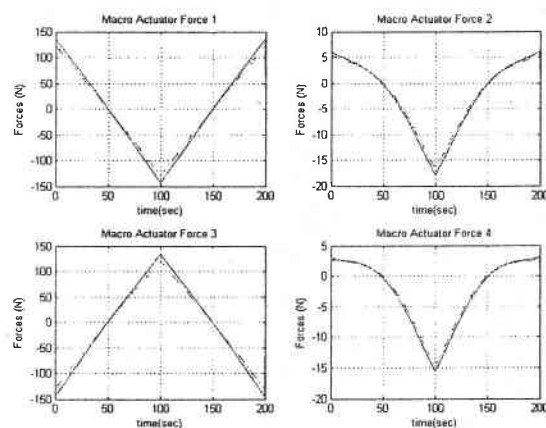 Macro Actuator Force 1
150
100
50
0
-50
-100
-150
0 50 100 150 200
time(sec)
Forces (N)
Macro Actuator Force 2
10
5
0
-5
-10
-15
-20
0 50 100 150 200
time(sec)
Forces (N)
Macro Actuator Force 3
150
100
50
0
-50
-100
-150
0 50 100 150 200
time(sec)
Forces (N)
Macro Actuator Force 4
5
0
-5
-10
-15
-20
0 50 100 150 200
time(sec)
Forces (N)